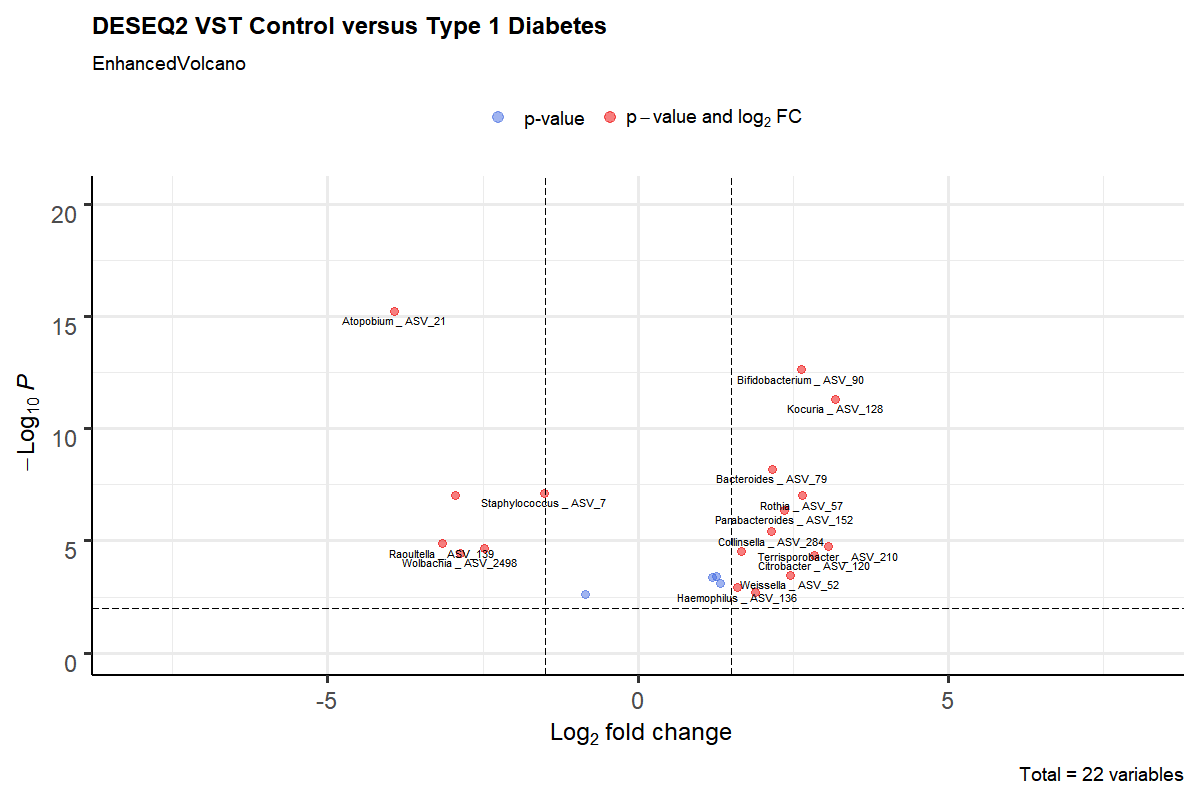 DESEQ2 VST Control versus Type 1 Diabetes
EnhancedVolcano
p-value
p − value and log2 FC
20
15
10
5
0
−Log10 P
Atopobium _ ASV_21
Bifidobacterium _ ASV_90
Kocuria _ ASV_128
Bacteroides _ ASV_79
Staphylococcus _ ASV_7
Rothia _ ASV_57
Parabacteroides _ ASV_152
Collinsella _ ASV_284
Raoultella _ ASV_139
Terrisporobacter _ ASV_210
Wolbachia _ ASV_2498
Citrobacter _ ASV_120
Weissella _ ASV_52
Haemophilus _ ASV_136
-5
0
5
Log2 fold change
Total = 22 variables